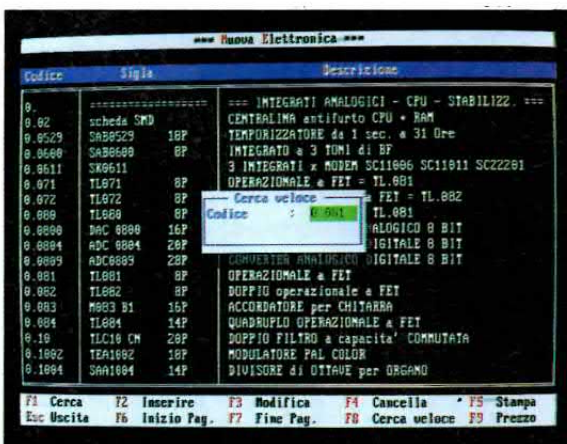 *** Nuova Elettronica ***
Codice Sigla Descrizione
0. ==================== === INTEGRATI ANALOGICI - CPU - STABILIZZ. ===
0.02 scheda SMD CENTRALINA antifurto CPU + RAM
0.0529 SAB0529 18P TEMPORIZZATORE da 1 sec. a 31 Ore
0.0600 SAB0600 8P INTEGRATO a 3 TONI di BF
0.0611 SK0611 3 INTEGRATI x MODEM SC11006 SC11011 SC22201
0.071 TL071 8P OPERAZIONALE a FET = TL.081
0.072 TL072 8P a FET = TL.082
0.080 TL080 8P TL.081
0.0800 DAC 0800 16P ALOGICO 8 BIT
0.0804 ADC 0804 20P IGITALE 8 BIT
0.0809 ADC0809 28P CONVERTER ANALOGICO DIGITALE 8 BIT
Cerca veloce
Codice : 0.081
0.081 TL081 8P OPERAZIONALE a FET
0.082 TL082 8P DOPPIO operazionale a FET
0.083 M083 B1 16P ACCORDATORE per CHITARRA
0.084 TL084 14P QUADRUPLO OPERAZIONALE a FET
0.10 TLC10 CN 20P DOPPIO FILTRO a capacita' COMMUTATA
0.1002 TEA1002 18P MODULATORE PAL COLOR
0.1004 SAA1004 14P DIVISORE di OTTAVE per ORGANO
F1 Cerca F2 Inserire F3 Modifica F4 Cancella F5 Stampa
Esc Uscita F6 Inizio Pag. F7 Fine Pag. F8 Cerca veloce F9 Prezzo